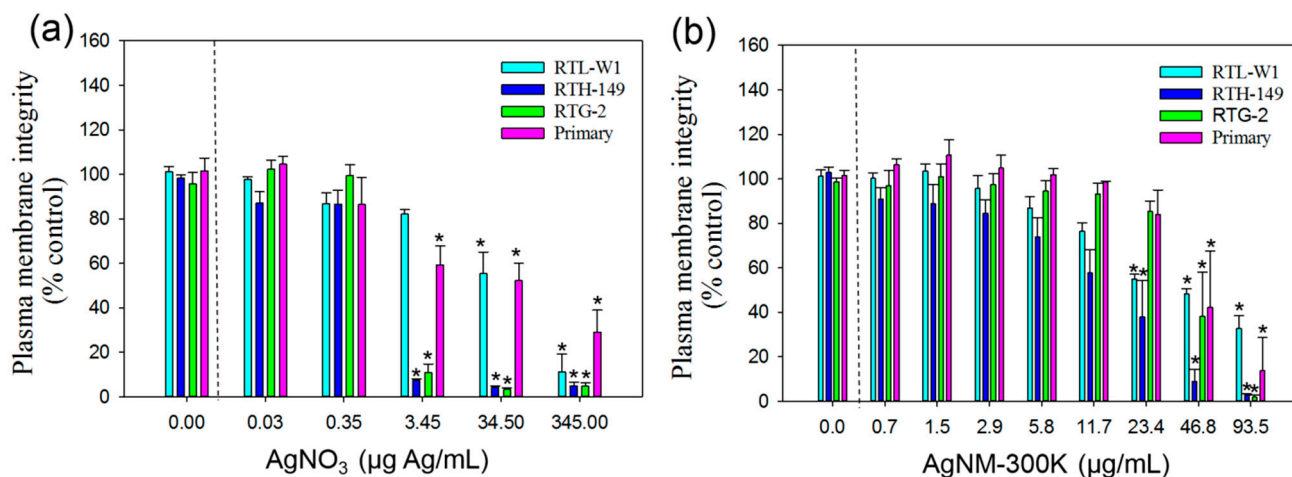 (a)
160
140
120
100
80
60
40
20
0
Plasma membrane integrity
(% control)
RTL-W1
RTH-149
RTG-2
Primary
* * *
* * * *
* * * *
0.00 0.03 0.35 3.45 34.50 345.00
AgNO₃ (µg Ag/mL)
(b)
160
140
120
100
80
60
40
20
0
Plasma membrane integrity
(% control)
RTL-W1
RTH-149
RTG-2
Primary
* *
* * * *
* * * *
0.0 0.7 1.5 2.9 5.8 11.7 23.4 46.8 93.5
AgNM-300K (µg/mL)